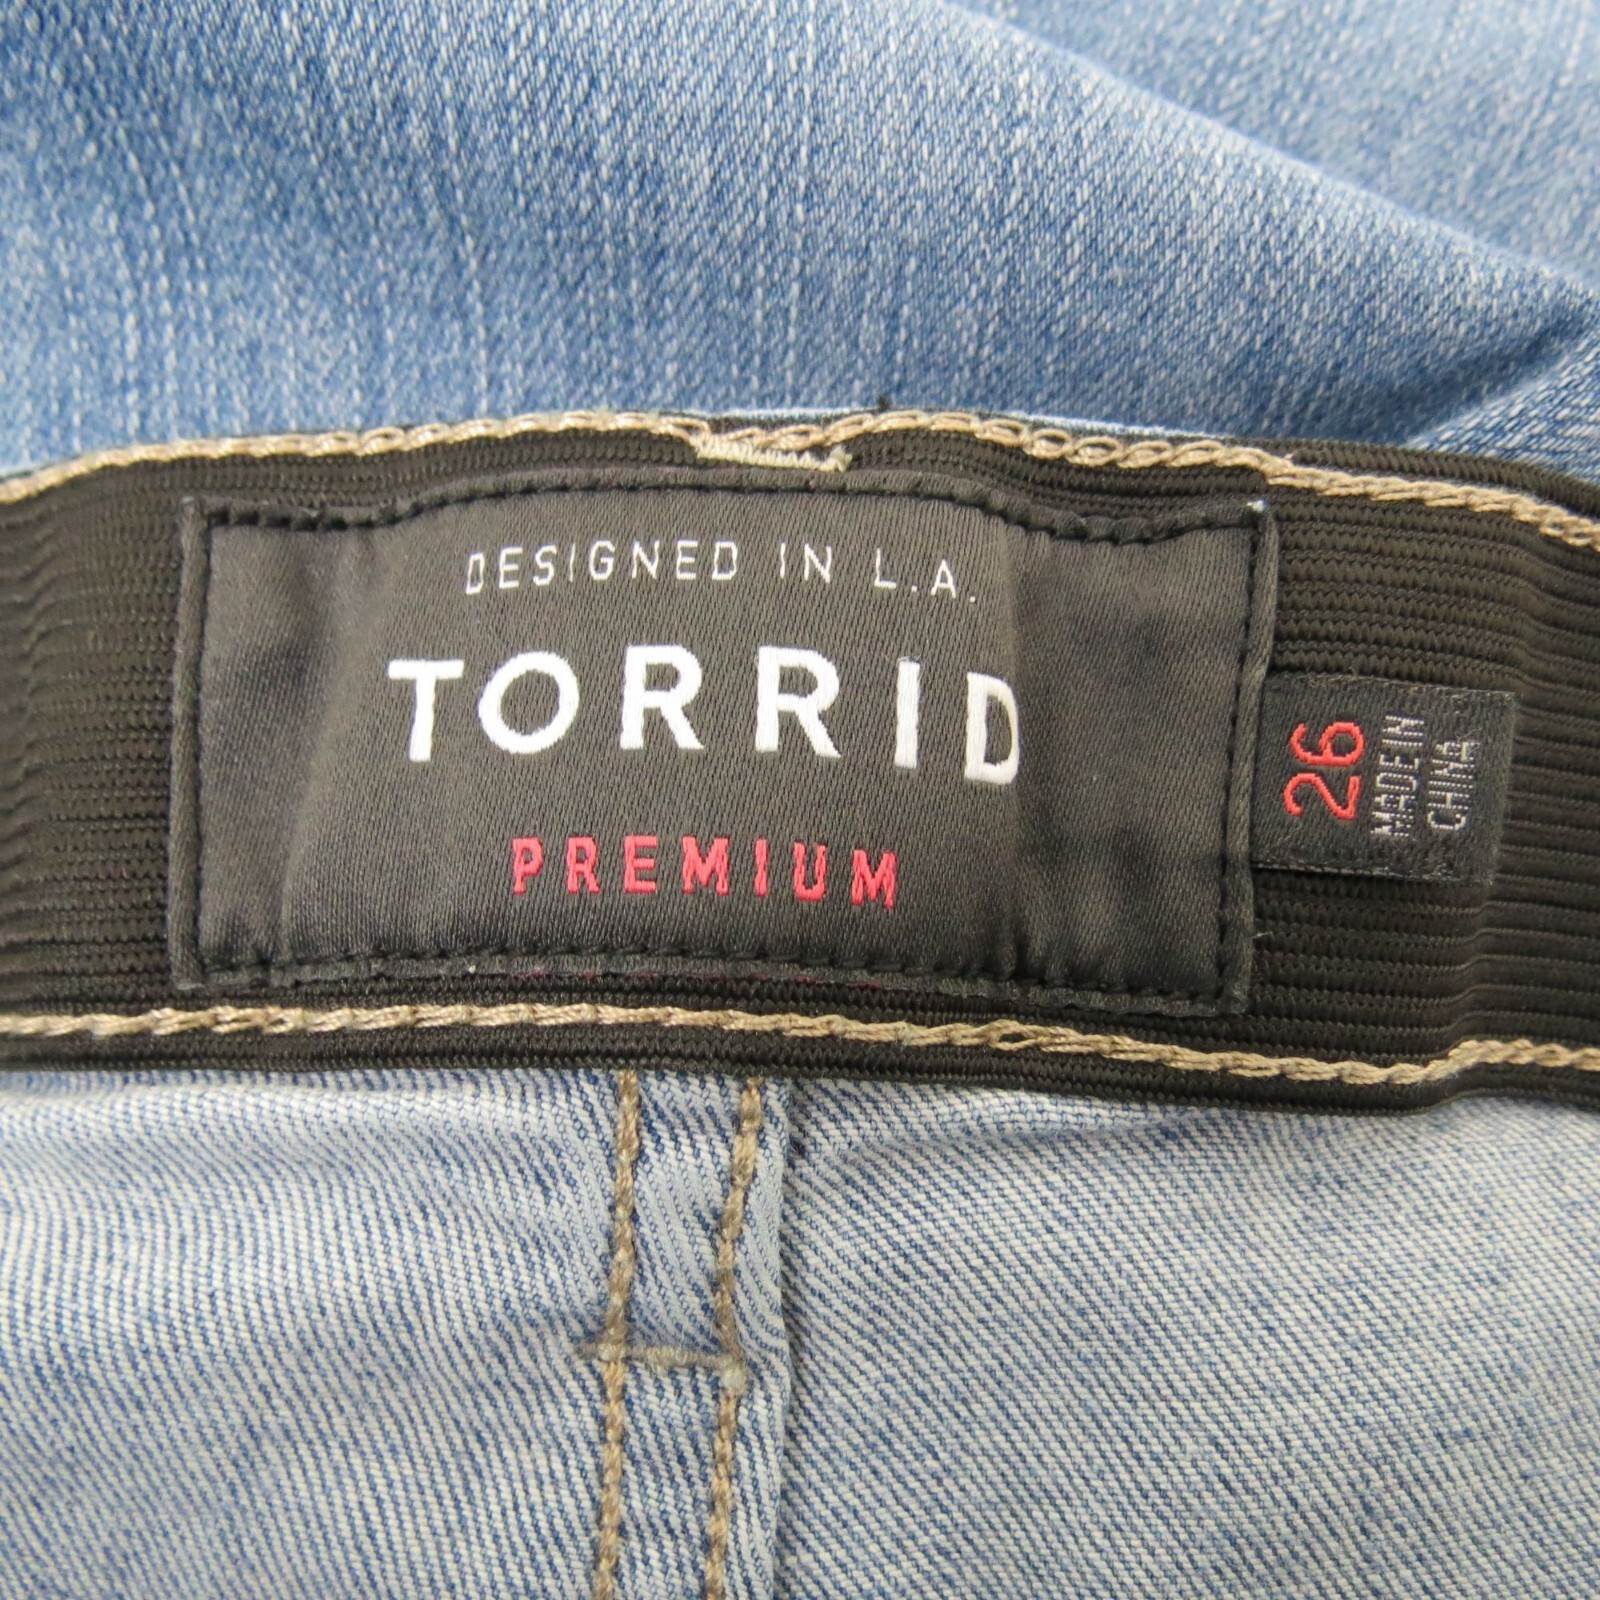 DESIGNED IN L.A.
TORRID
PREMIUM
26
MADE IN
CHINA